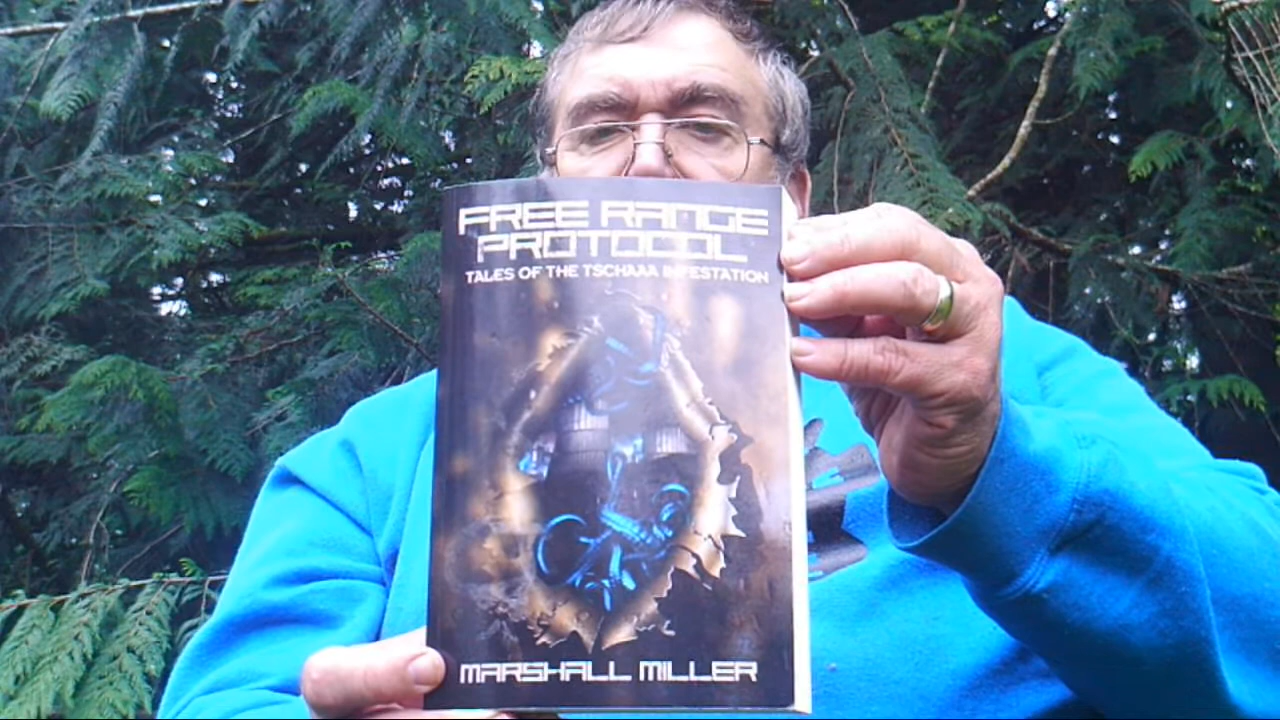 FREE RANGE
PROTOCOL
TALES OF THE TSCHAAA INFESTATION
MARSHALL MILLER